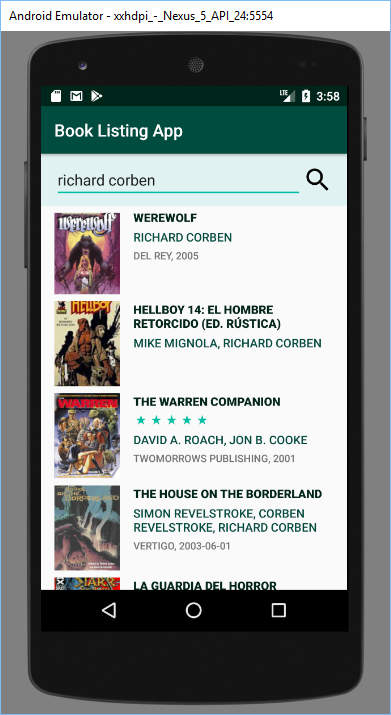 Android Emulator - xxhdpi_-_Nexus_5_API_24:5554
LTE 3:58
Book Listing App
richard corben
werewolf
WEREWOLF
RICHARD CORBEN
DEL REY, 2005
HELLBOY
HELLBOY 14: EL HOMBRE
RETORCIDO (ED. RÚSTICA)
MIKE MIGNOLA, RICHARD CORBEN
WARREN
THE WARREN COMPANION
★ ★ ★ ★ ★
DAVID A. ROACH, JON B. COOKE
TWOMORROWS PUBLISHING, 2001
THE HOUSE ON THE BORDERLAND
SIMON REVELSTROKE, CORBEN
REVELSTROKE, RICHARD CORBEN
VERTIGO, 2003-06-01
LA GUARDIA DEL HORROR